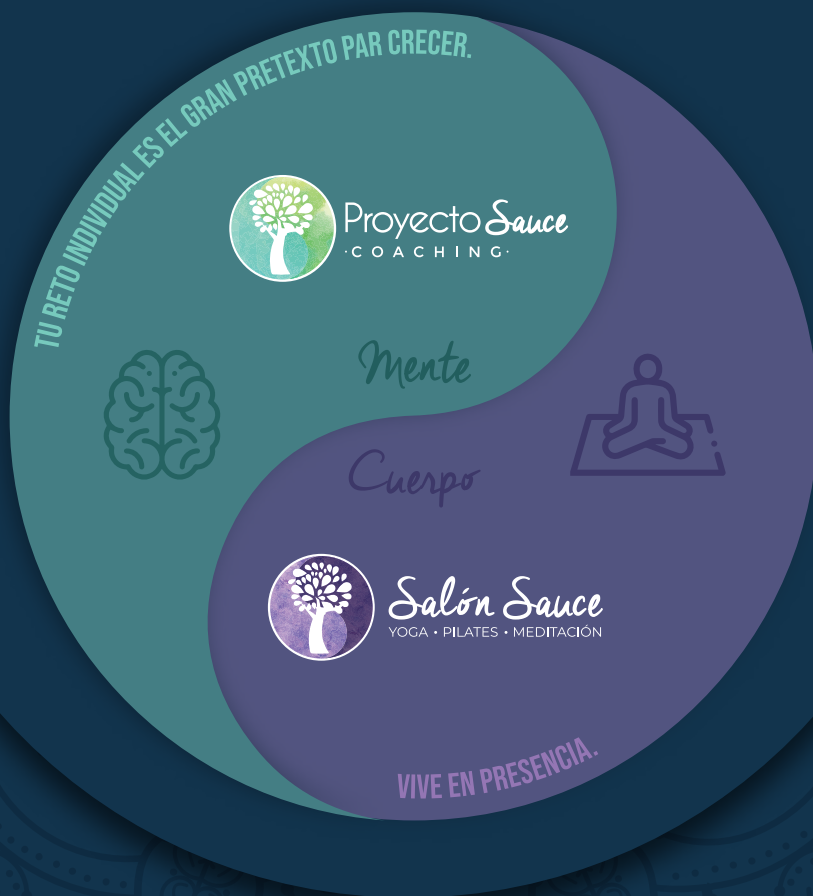 TU RETO INDIVIDUAL ES EL GRAN PRETEXTO PAR CRECER.
Proyecto Sauce
·COACHING·
Mente
Cuerpo
Salón Sauce
YOGA • PILATES • MEDITACIÓN
VIVE EN PRESENCIA.